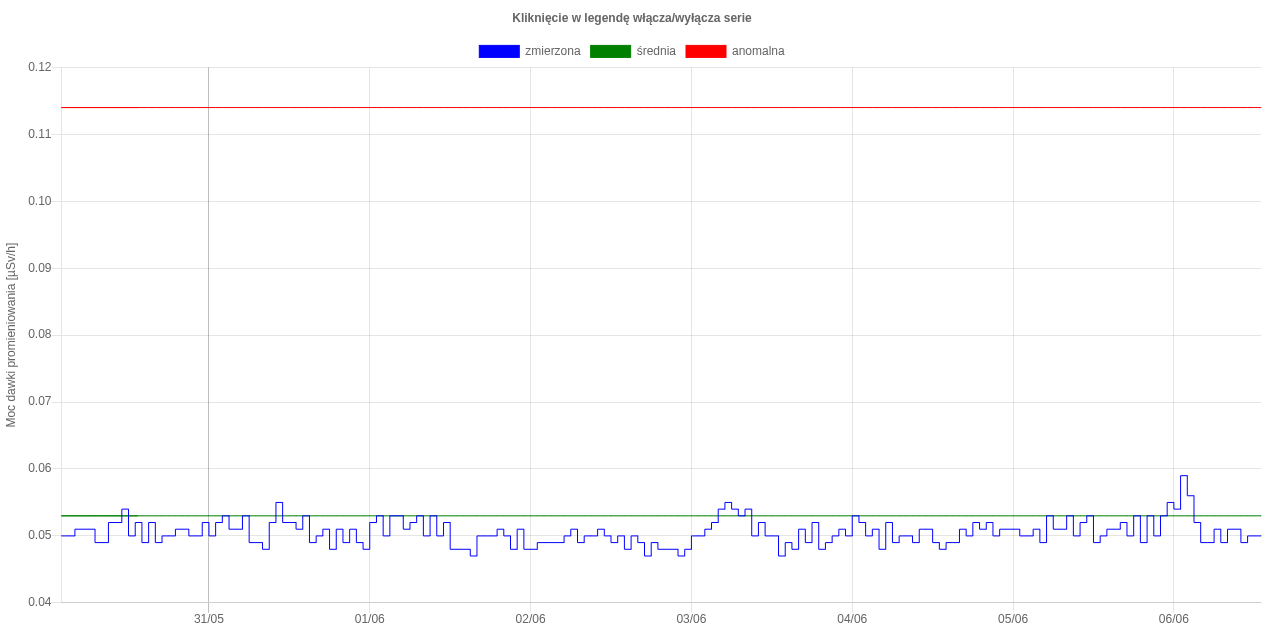 Kliknięcie w legendę włącza/wyłącza serie
zmierzona średnia anomalna
Moc dawki promieniowania [µSv/h]
0.12
0.11
0.10
0.09
0.08
0.07
0.06
0.05
0.04
31/05 01/06 02/06 03/06 04/06 05/06 06/06